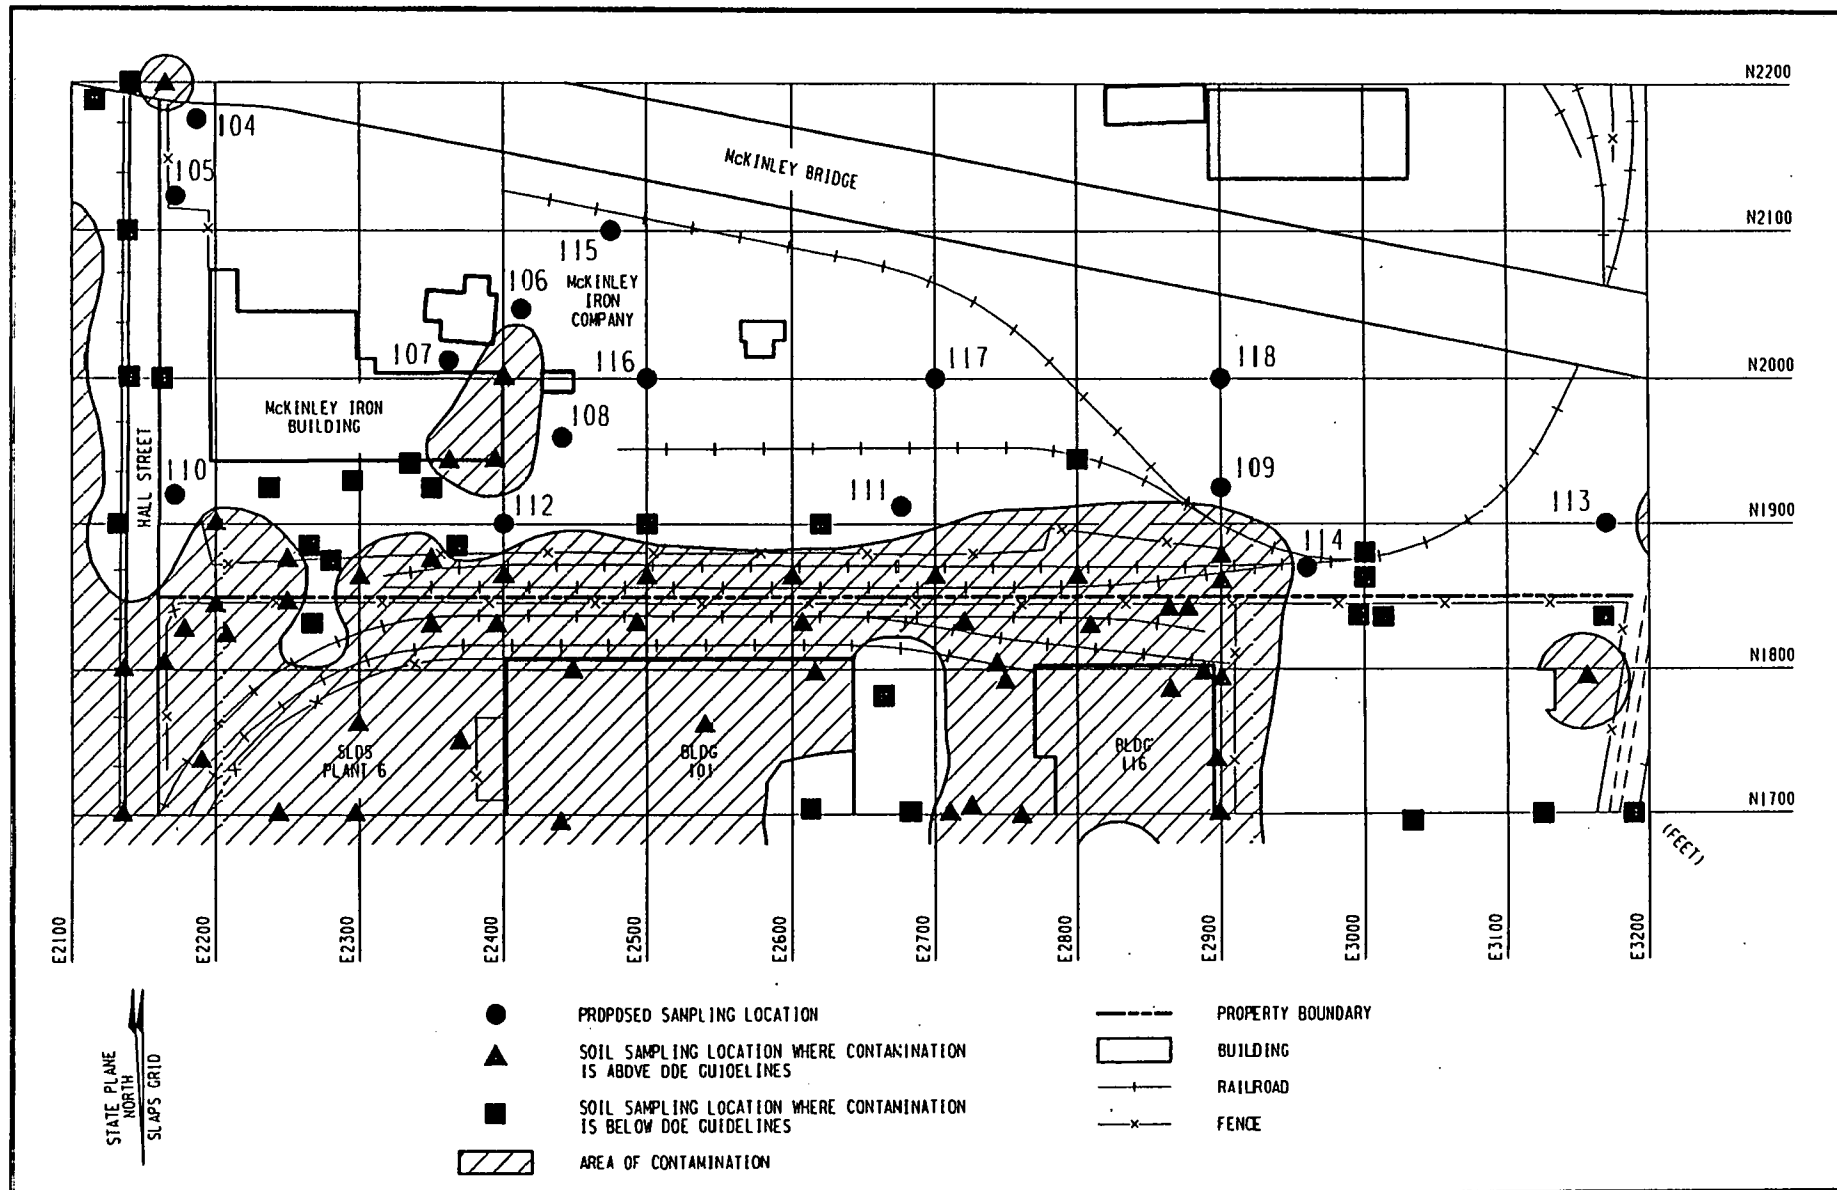 N2200
104
McKINLEY BRIDGE
105
N2100
115
106
McKINLEY
IRON
COMPANY
107
116
117
118
N2000
McKINLEY IRON
BUILDING
108
HALL STREET
110
109
111
112
113
N1900
114
N1800
SLDS
PLANT 6
BLDG
101
BLDG
116
N1700
(FEET)
E2100
E2200
E2300
E2400
E2500
E2600
E2700
E2800
E2900
E3000
E3100
E3200
STATE PLANE
NORTH
SLAPS GRID
PROPOSED SAMPLING LOCATION
SOIL SAMPLING LOCATION WHERE CONTAMINATION
IS ABOVE DOE GUIDELINES
SOIL SAMPLING LOCATION WHERE CONTAMINATION
IS BELOW DOE GUIDELINES
AREA OF CONTAMINATION
PROPERTY BOUNDARY
BUILDING
RAILROAD
FENCE